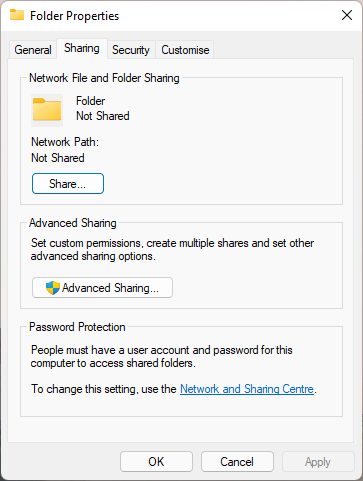 Folder Properties
General Sharing Security Customise
Network File and Folder Sharing
Folder
Not Shared
Network Path:
Not Shared
Share...
Advanced Sharing
Set custom permissions, create multiple shares and set other
advanced sharing options.
Advanced Sharing...
Password Protection
People must have a user account and password for this
computer to access shared folders.
To change this setting, use the Network and Sharing Centre.
OK Cancel Apply